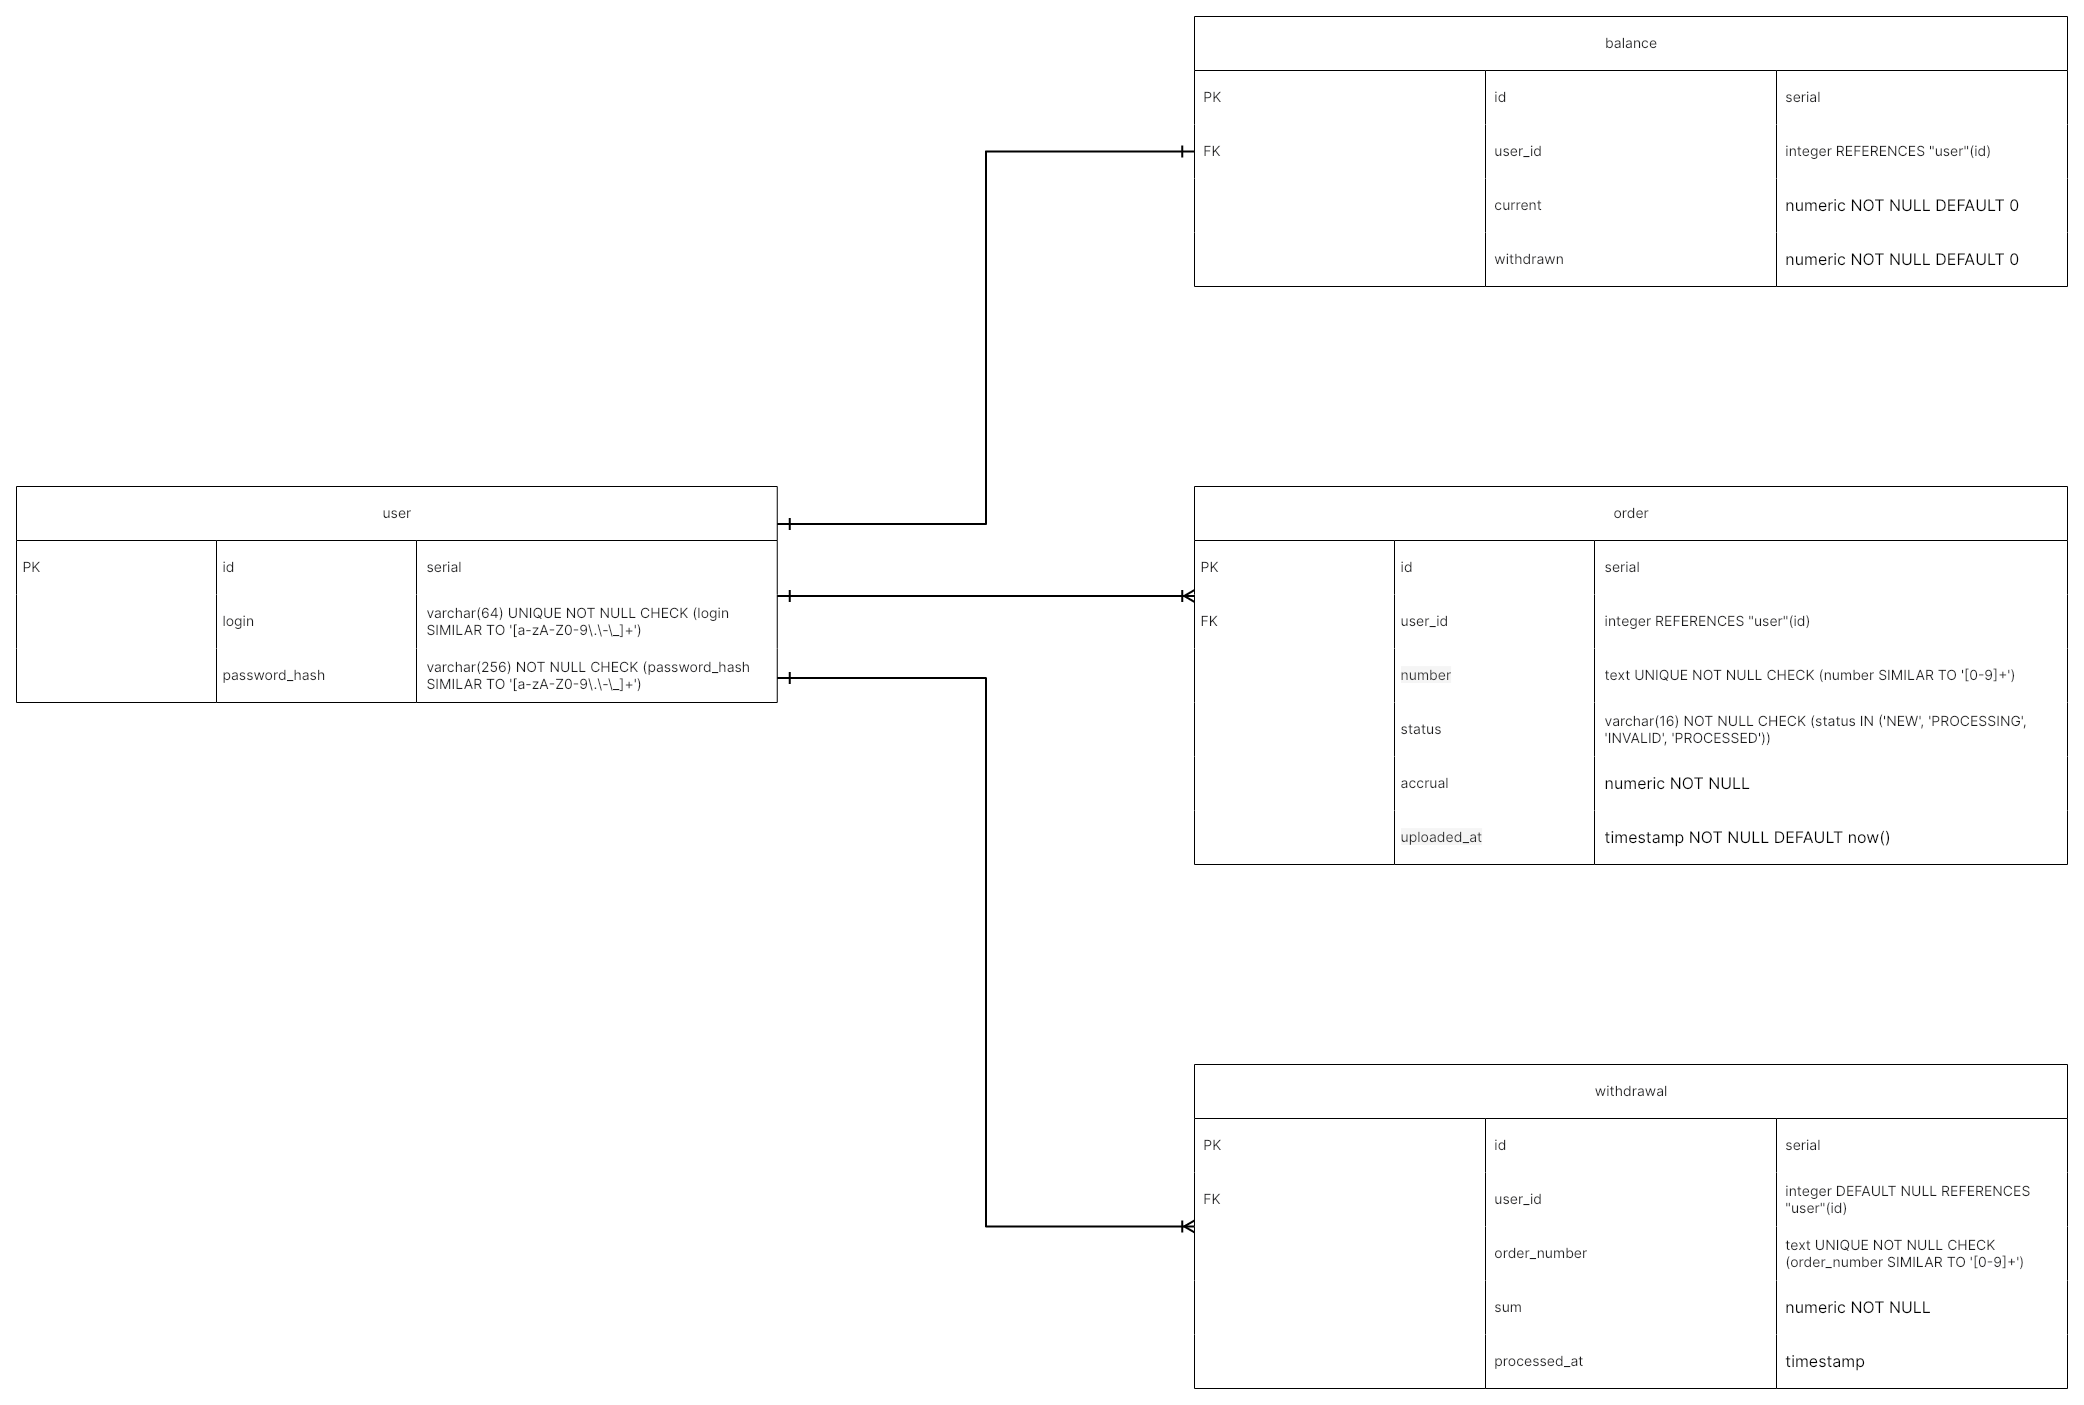 balance
PK id serial
FK user_id integer REFERENCES "user"(id)
current numeric NOT NULL DEFAULT 0
withdrawn numeric NOT NULL DEFAULT 0
user
PK id serial
login varchar(64) UNIQUE NOT NULL CHECK (login
SIMILAR TO '[a-zA-Z0-9\.\-\_]+')
password_hash varchar(256) NOT NULL CHECK (password_hash
SIMILAR TO '[a-zA-Z0-9\.\-\_]+')
order
PK id serial
FK user_id integer REFERENCES "user"(id)
number text UNIQUE NOT NULL CHECK (number SIMILAR TO '[0-9]+')
status varchar(16) NOT NULL CHECK (status IN ('NEW', 'PROCESSING',
'INVALID', 'PROCESSED'))
accrual numeric NOT NULL
uploaded_at timestamp NOT NULL DEFAULT now()
withdrawal
PK id serial
FK user_id integer DEFAULT NULL REFERENCES
"user"(id)
order_number text UNIQUE NOT NULL CHECK
(order_number SIMILAR TO '[0-9]+')
sum numeric NOT NULL
processed_at timestamp